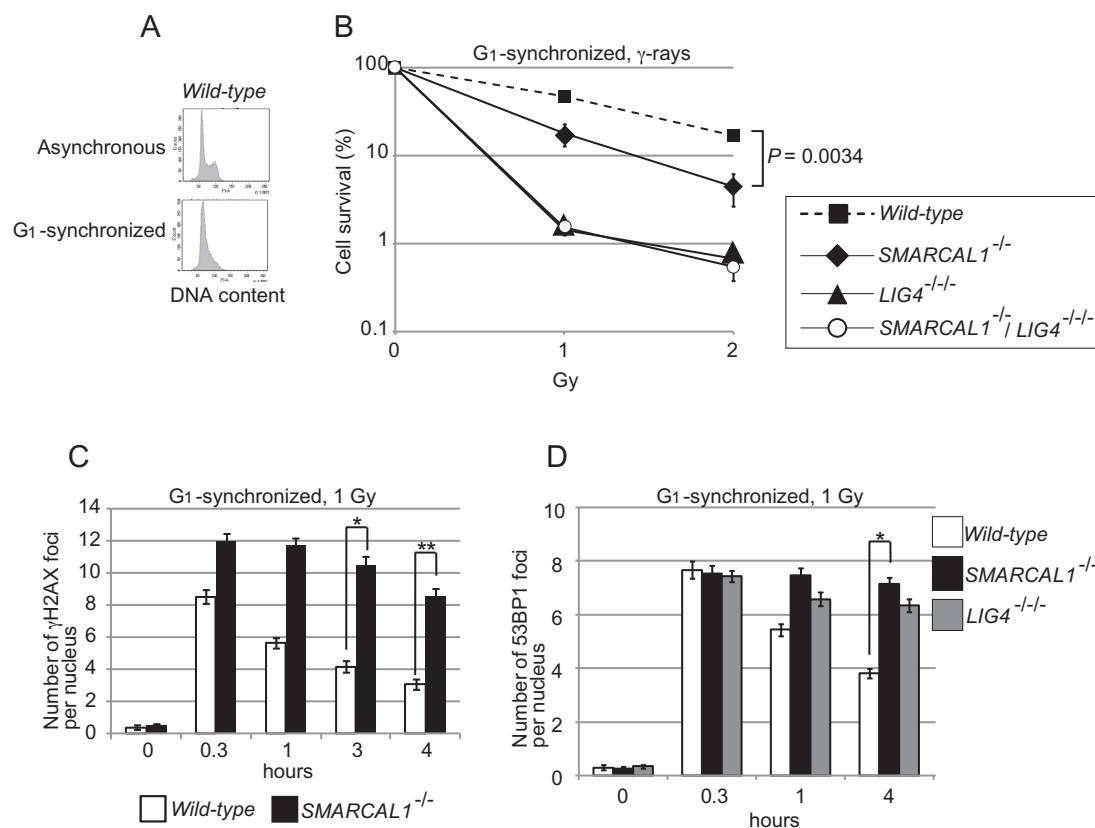 A
Wild-type
Asynchronous
G1-synchronized
DNA content
B
G1-synchronized, γ-rays
Cell survival (%)
100
10
1
0.1
0
1
2
Gy
P = 0.0034
Wild-type
SMARCAL1-/-
LIG4-/-/-
SMARCAL1-/-/ LIG4-/-/-
C
G1-synchronized, 1 Gy
Number of γH2AX foci
per nucleus
14
12
10
8
6
4
2
0
*
**
0 0.3 1 3 4
hours
Wild-type
SMARCAL1-/-
D
G1-synchronized, 1 Gy
Number of 53BP1 foci
per nucleus
10
8
6
4
2
0
*
0 0.3 1 4
hours
Wild-type
SMARCAL1-/-
LIG4-/-/-